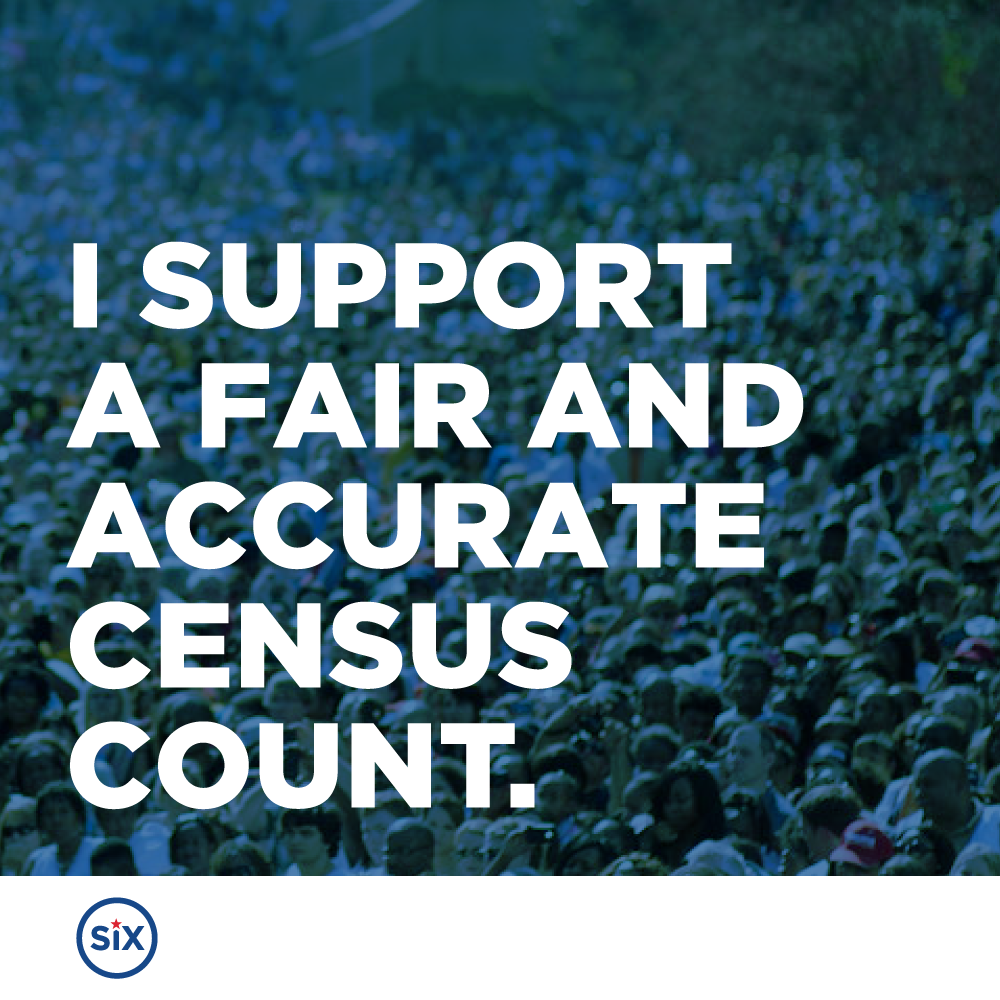 I SUPPORT
A FAIR AND
ACCURATE
CENSUS
COUNT.
SiX